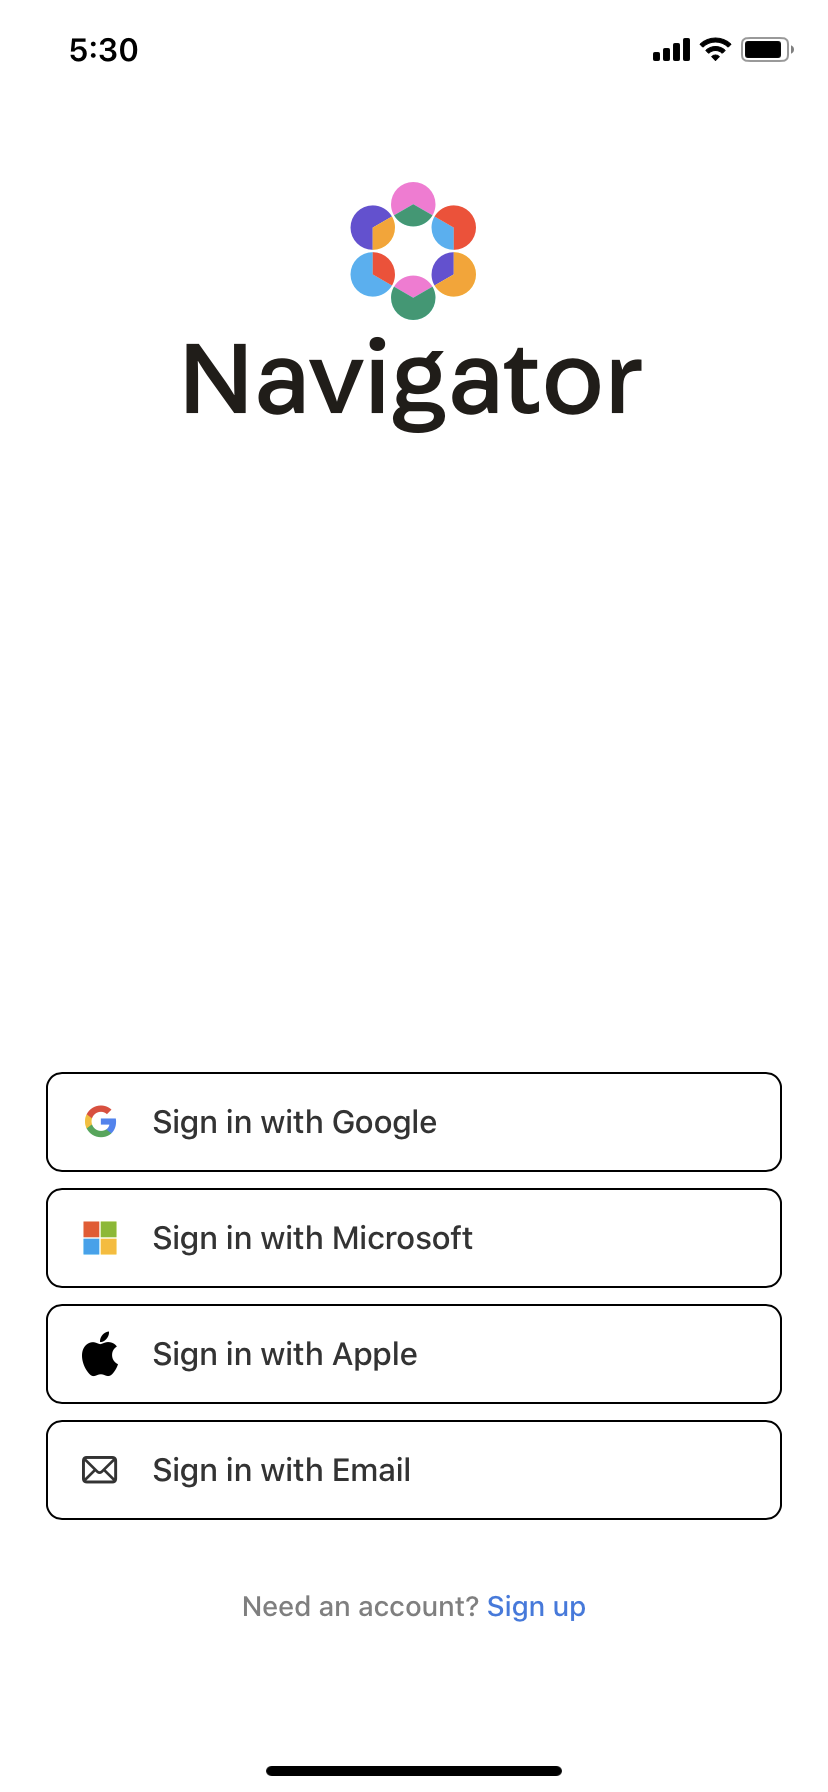 5:30
Navigator
Sign in with Google
Sign in with Microsoft
Sign in with Apple
Sign in with Email
Need an account? Sign up